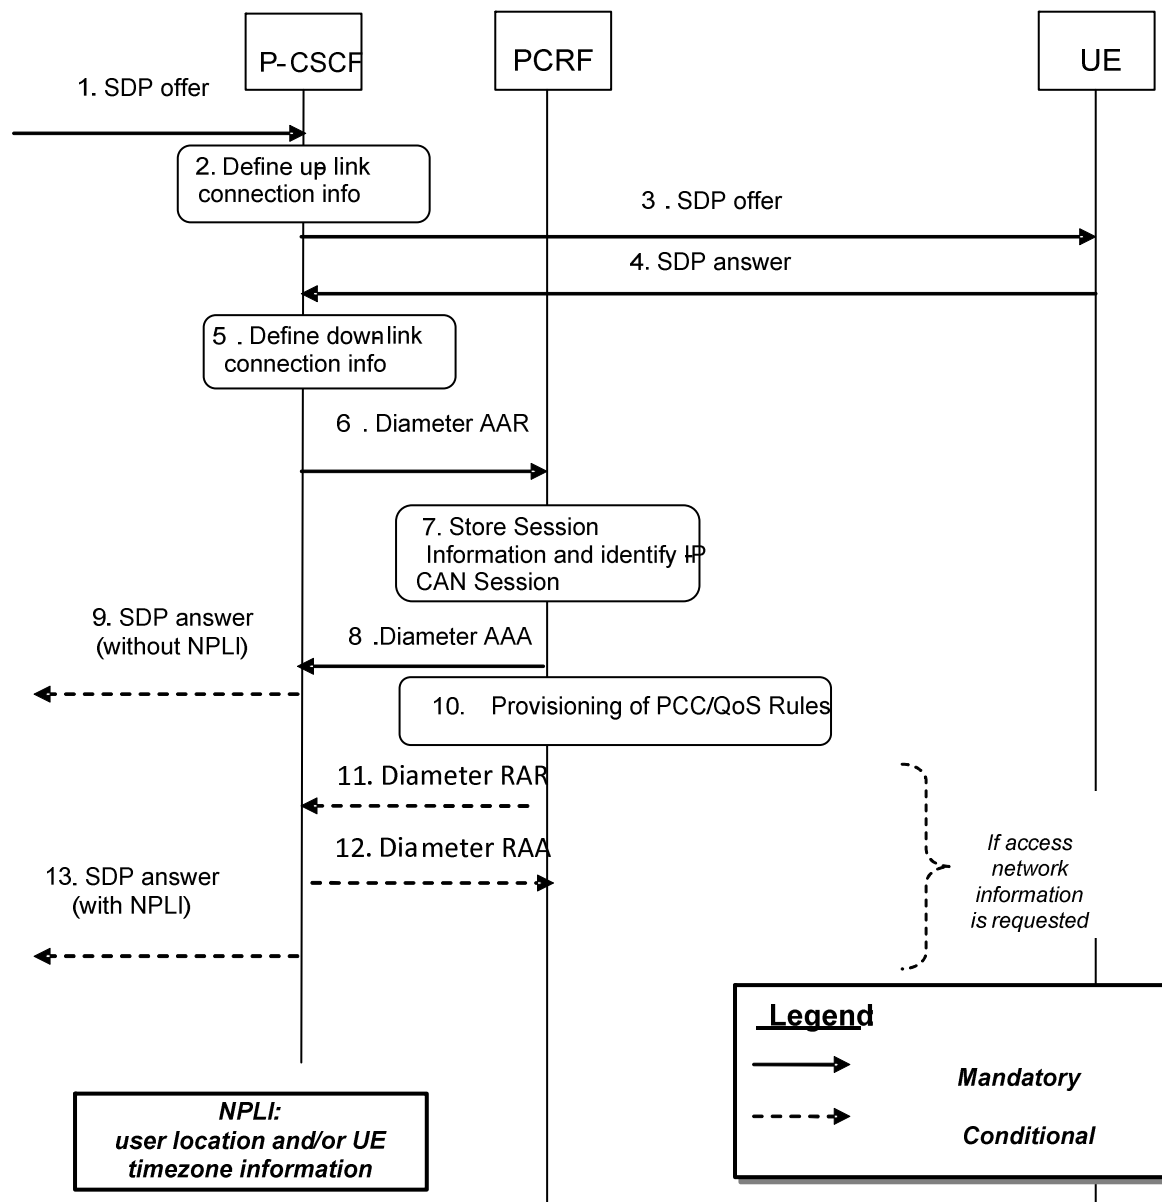 P-CSCF
PCRF
UE
1. SDP offer
2. Define up link
connection info
3 . SDP offer
4. SDP answer
5 . Define down-link
connection info
6 . Diameter AAR
7. Store Session
Information and identify IP-
CAN Session
9. SDP answer
(without NPLI)
8 .Diameter AAA
10. Provisioning of PCC/QoS Rules
11. Diameter RAR
12. Diameter RAA
13. SDP answer
(with NPLI)
If access
network
information
is requested
Legend:
Mandatory
Conditional
NPLI:
user location and/or UE
timezone information